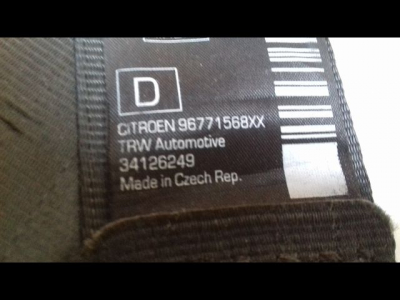 D
CITROEN 96771568XX
TRW Automotive
34126249
Made in Czech Rep.